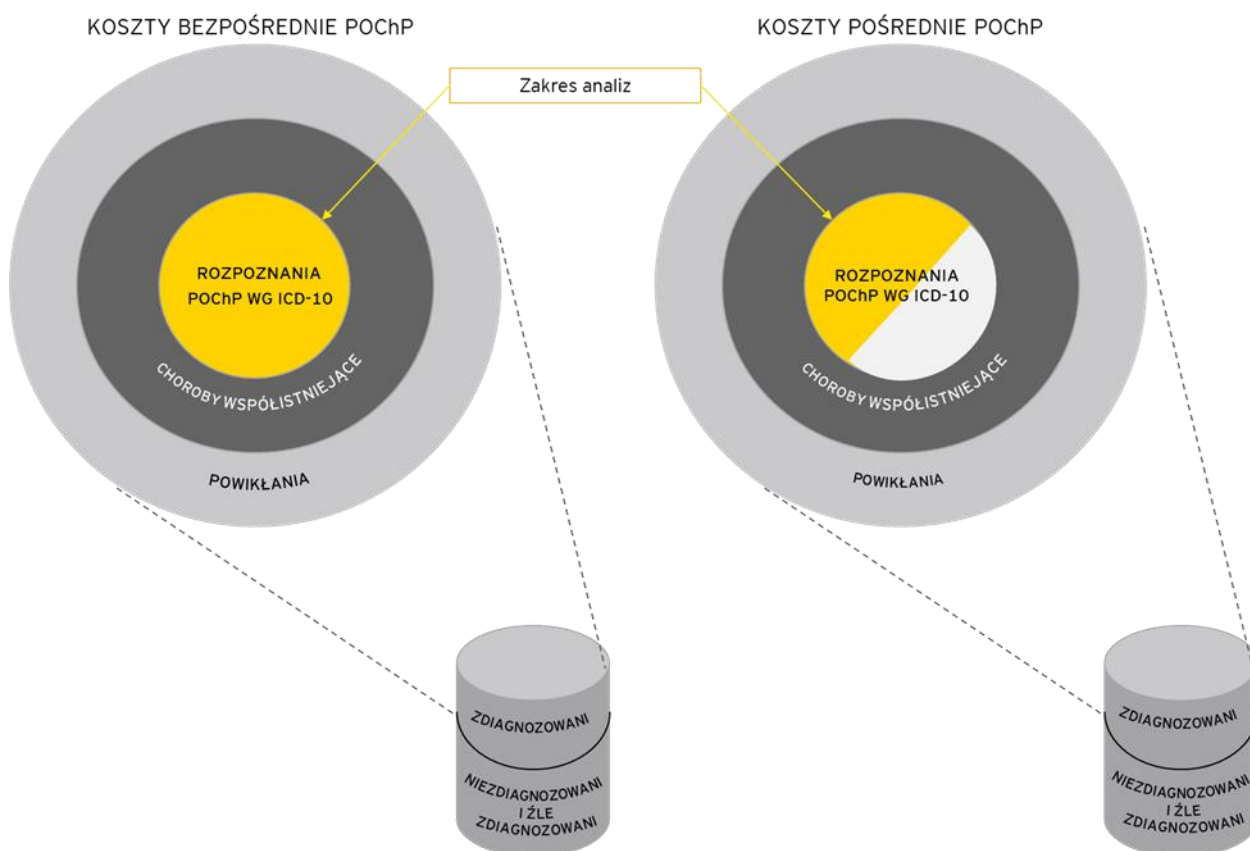 KOSZTY BEZPOŚREDNIE POChP
KOSZTY POŚREDNIE POChP
Zakres analiz
ROZPOZNANIA
POChP WG ICD-10
CHOROBY WSPÓŁISTNIEJĄCE
POWIKŁANIA
ROZPOZNANIA
POChP WG ICD-10
CHOROBY WSPÓŁISTNIEJĄCE
POWIKŁANIA
ZDIAGNOZOWANI
NIEZDIAGNOZOWANI
I ŹLE
ZDIAGNOZOWANI
ZDIAGNOZOWANI
NIEZDIAGNOZOWANI
I ŹLE
ZDIAGNOZOWANI